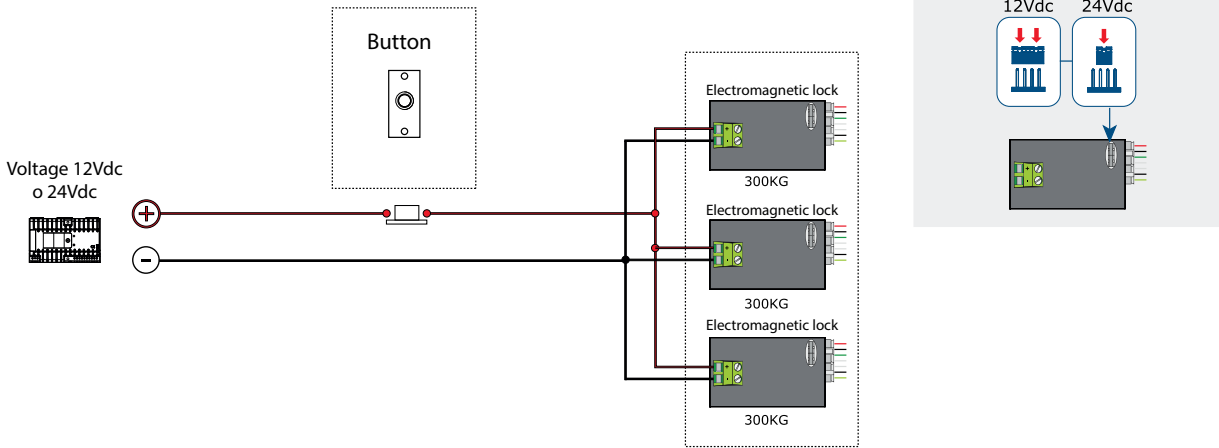 12Vdc
24Vdc
Button
Electromagnetic lock
300KG
Voltage 12Vdc
o 24Vdc
+
-
Electromagnetic lock
300KG
Electromagnetic lock
300KG